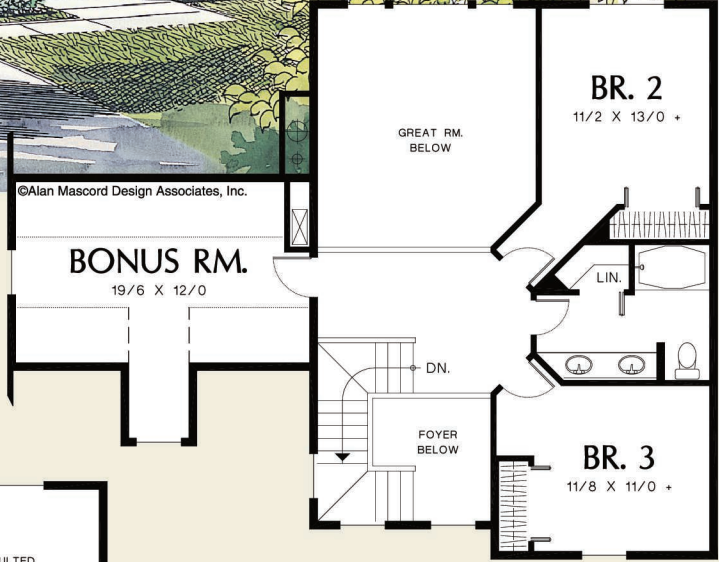 BR. 2
11/2 X 13/0 +
GREAT RM.
BELOW
©Alan Mascord Design Associates, Inc.
BONUS RM.
19/6 X 12/0
LIN.
DN.
FOYER
BELOW
BR. 3
11/8 X 11/0 +